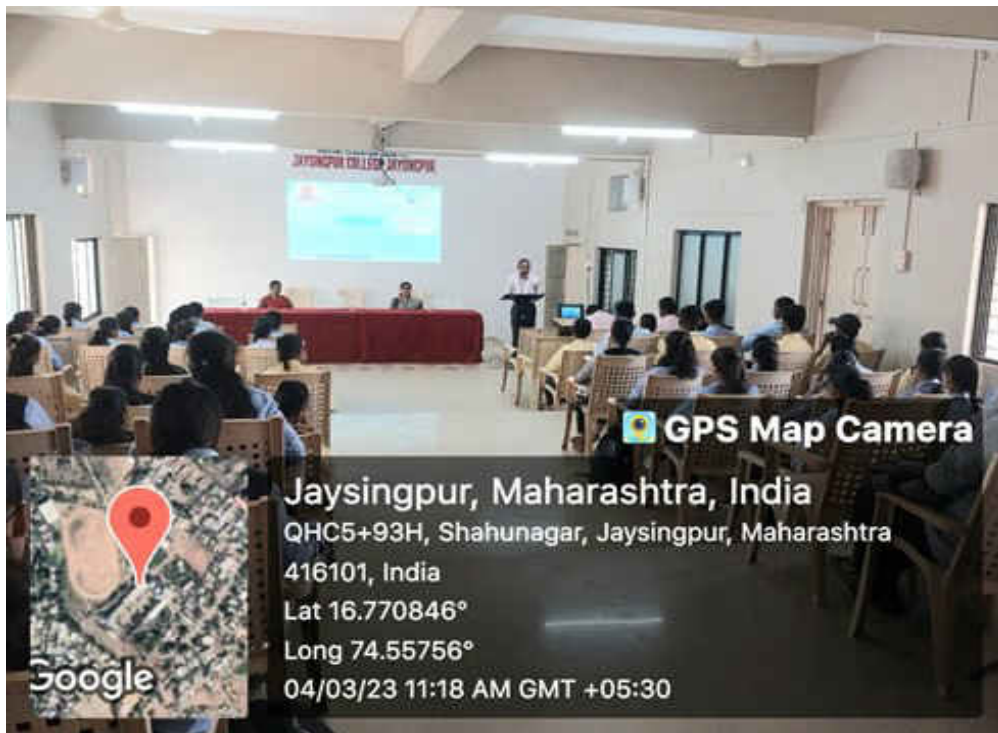 JAYSINGPUR COLLEGE, JAYSINGPUR
GPS Map Camera
Jaysingpur, Maharashtra, India
QHC5+93H, Shahunagar, Jaysingpur, Maharashtra
416101, India
Lat 16.770846°
Long 74.55756°
04/03/23 11:18 AM GMT +05:30
Google